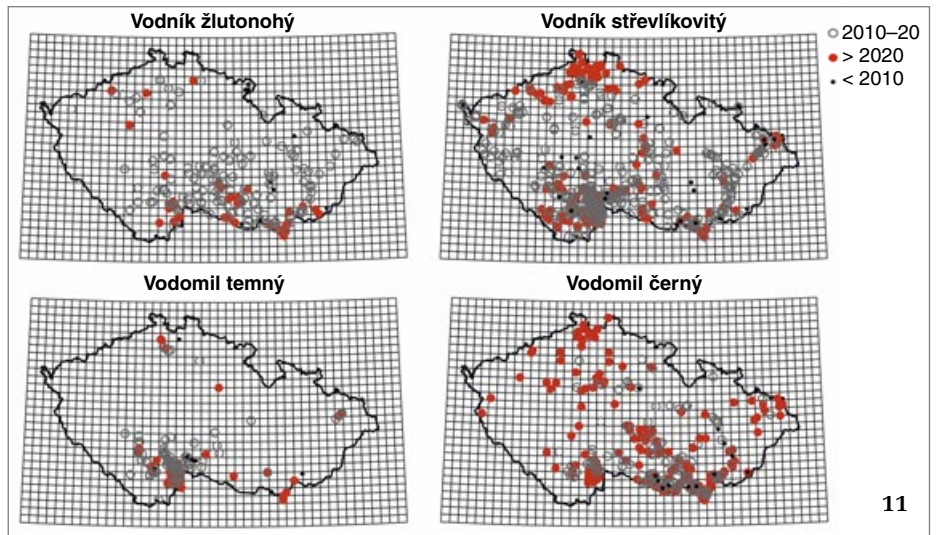 Vodník žlutonohý
Vodník střevlíkovitý
2010–20
> 2020
< 2010
Vodomil temný
Vodomil černý
11